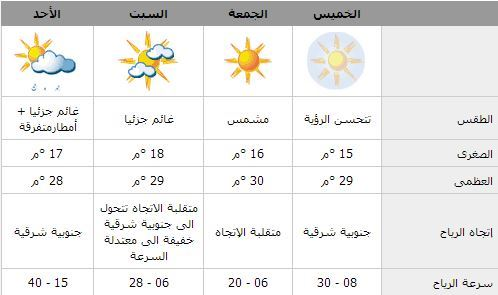 الخميس الجمعة السبت الأحد
الطقس تتحسن الرؤية مشمس غائم جزئيا غائم جزئيا +
أمطارمتفرقة
الصغرى 15 °م 16 °م 18 °م 17 °م
العظمى 29 °م 30 °م 29 °م 28 °م
إتجاه الرياح جنوبية شرقية متقلبة الإتجاه متقلبة الاتجاه تتحول
الى جنوبية شرقية
خفيفة الى معتدلة
السرعة جنوبية شرقية
سرعة الرياح 08 - 30 06 - 20 06 - 28 15 - 40